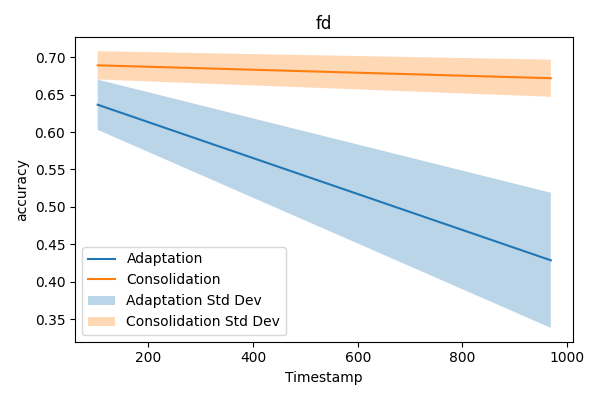 fd
0.70
0.65
0.60
0.55
0.50
0.45
0.40
0.35
accuracy
Adaptation
Consolidation
Adaptation Std Dev
Consolidation Std Dev
200
400
600
800
1000
Timestamp